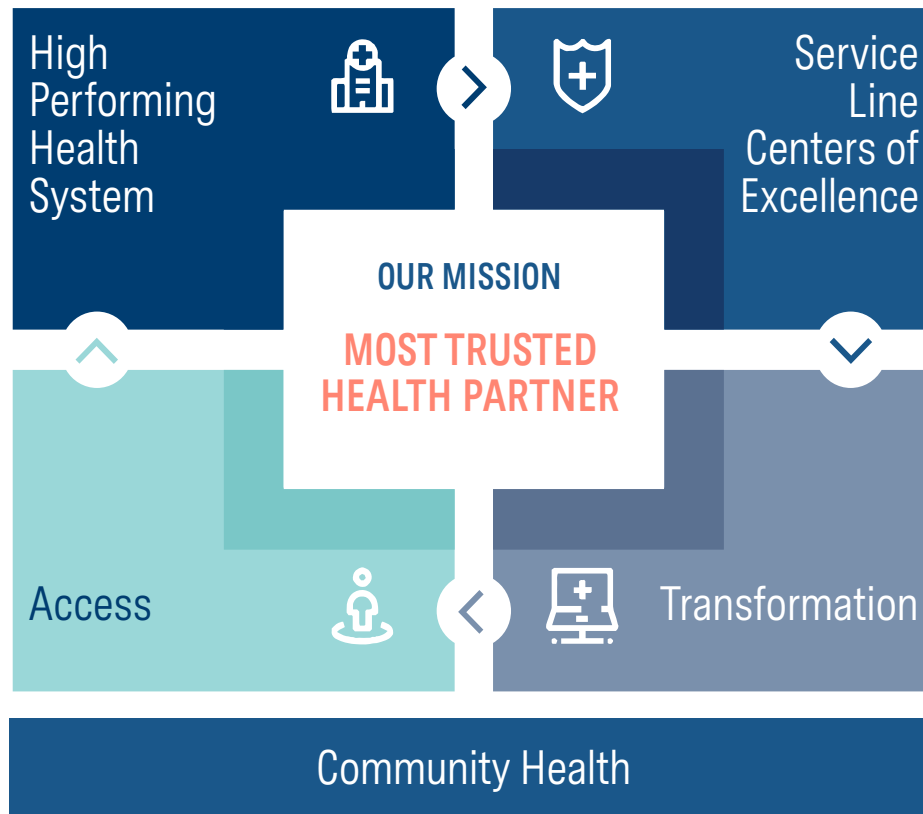 High
Performing
Health
System
Service
Line
Centers of
Excellence
OUR MISSION
MOST TRUSTED
HEALTH PARTNER
Access
Transformation
Community Health